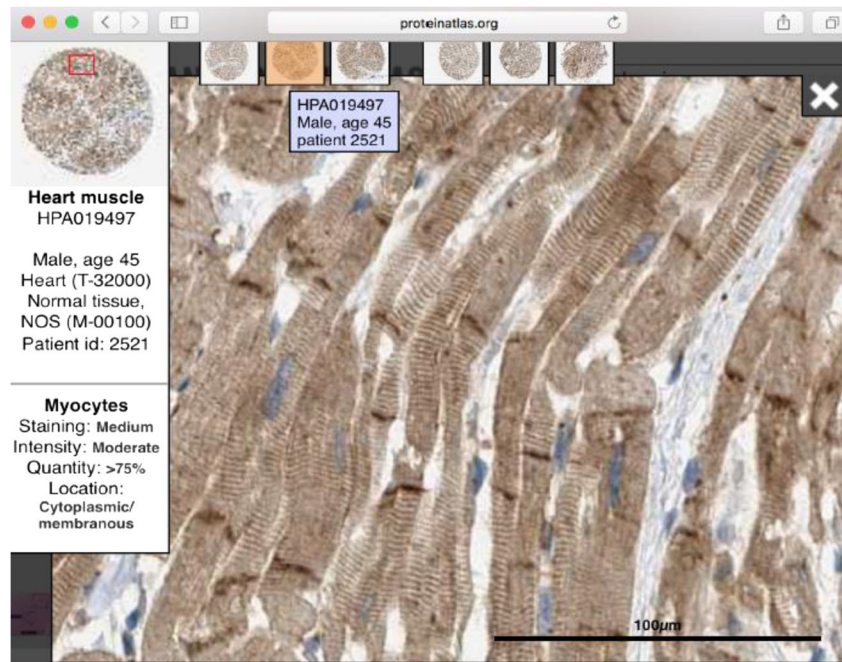 proteinatlas.org
HPA019497
Male, age 45
patient 2521
Heart muscle
HPA019497
Male, age 45
Heart (T-32000)
Normal tissue,
NOS (M-00100)
Patient id: 2521
Myocytes
Staining: Medium
Intensity: Moderate
Quantity: >75%
Location:
Cytoplasmic/
membranous
100µm